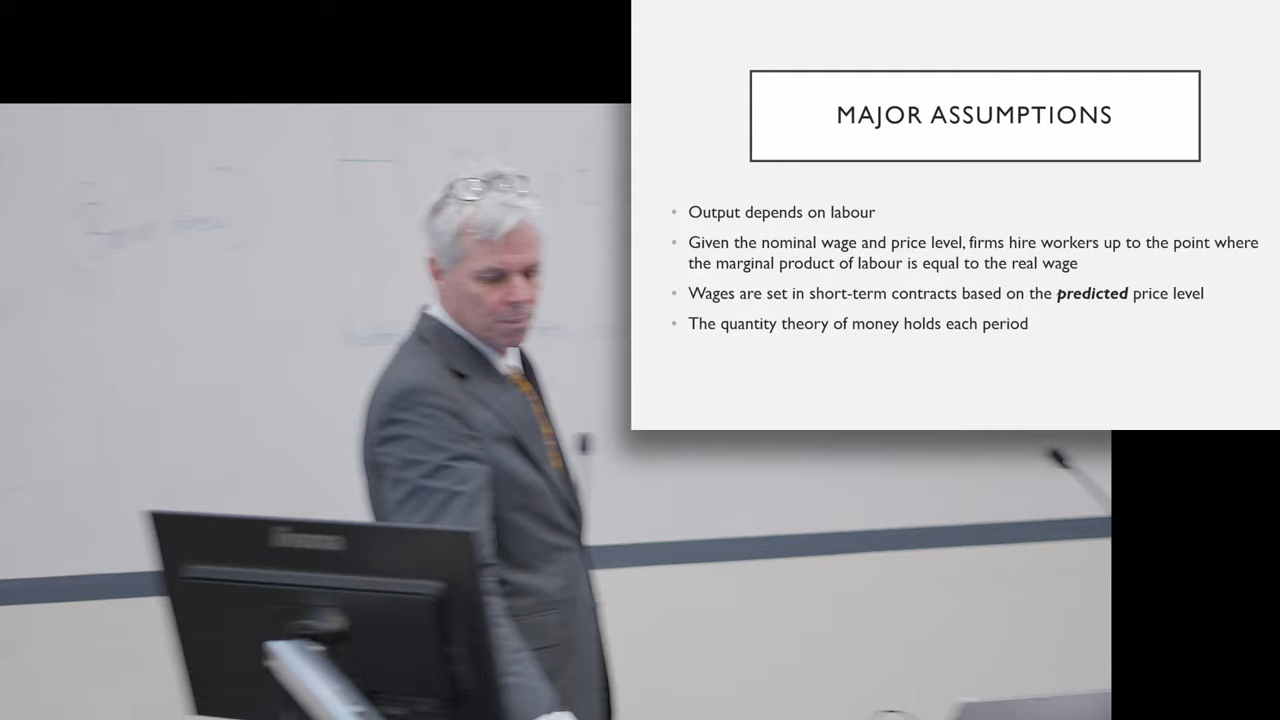 MAJOR ASSUMPTIONS
Output depends on labour
Given the nominal wage and price level, firms hire workers up to the point where
the marginal product of labour is equal to the real wage
Wages are set in short-term contracts based on the predicted price level
The quantity theory of money holds each period